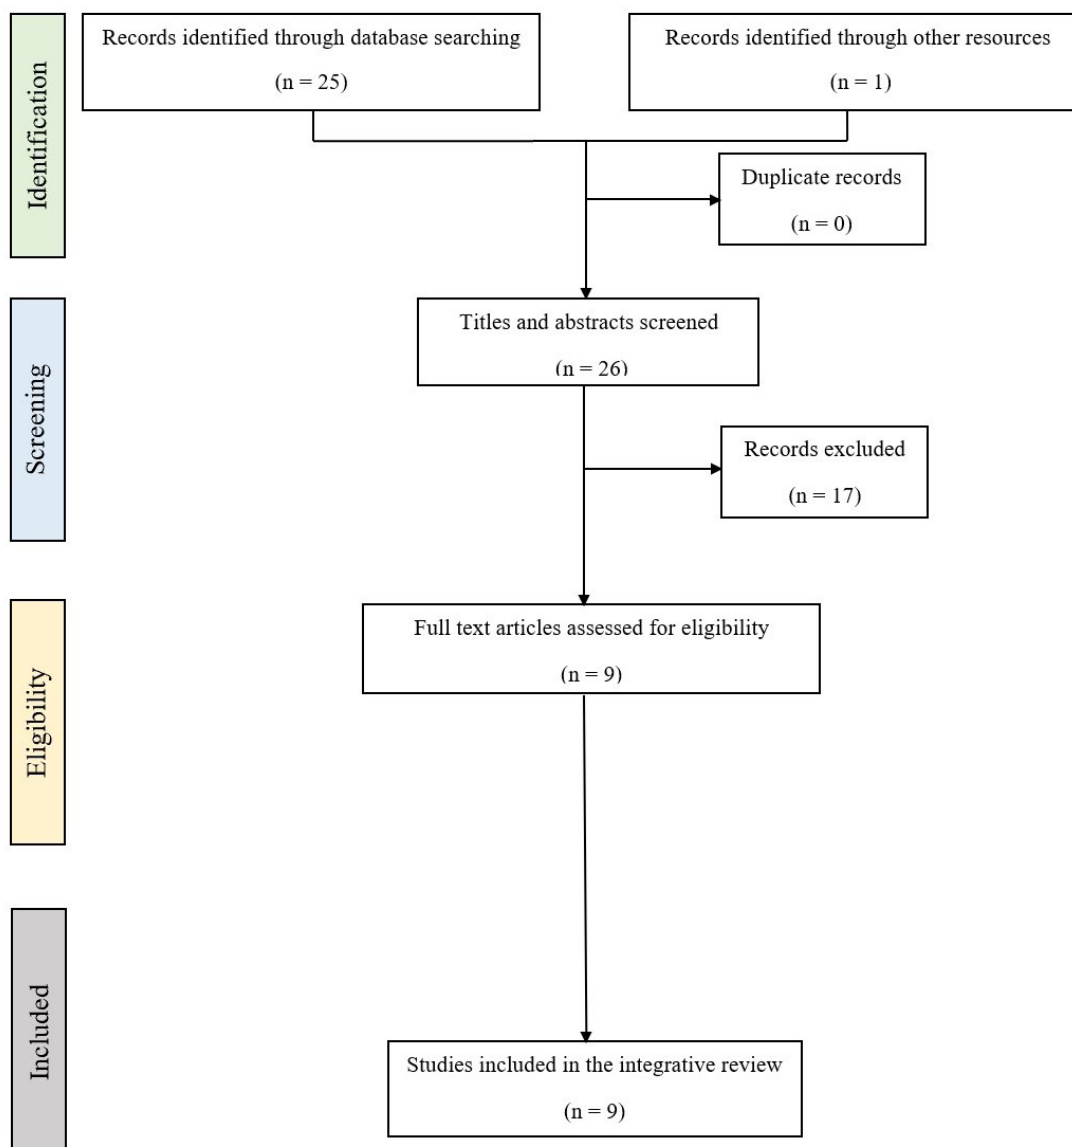 Identification
Records identified through database searching
(n = 25)
Records identified through other resources
(n = 1)
Duplicate records
(n = 0)
Screening
Titles and abstracts screened
(n = 26)
Records excluded
(n = 17)
Eligibility
Full text articles assessed for eligibility
(n = 9)
Included
Studies included in the integrative review
(n = 9)